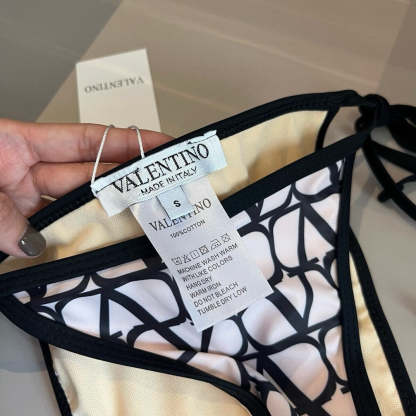 VALENTINO
VALENTINO
MADE IN ITALY
S
VALENTINO
100%COTTON
MACHINE WASH WARM
WITH LIKE COLORS
HANG DRY
WARM IRON
DO NOT BLEACH
TUMBLE DRY LOW